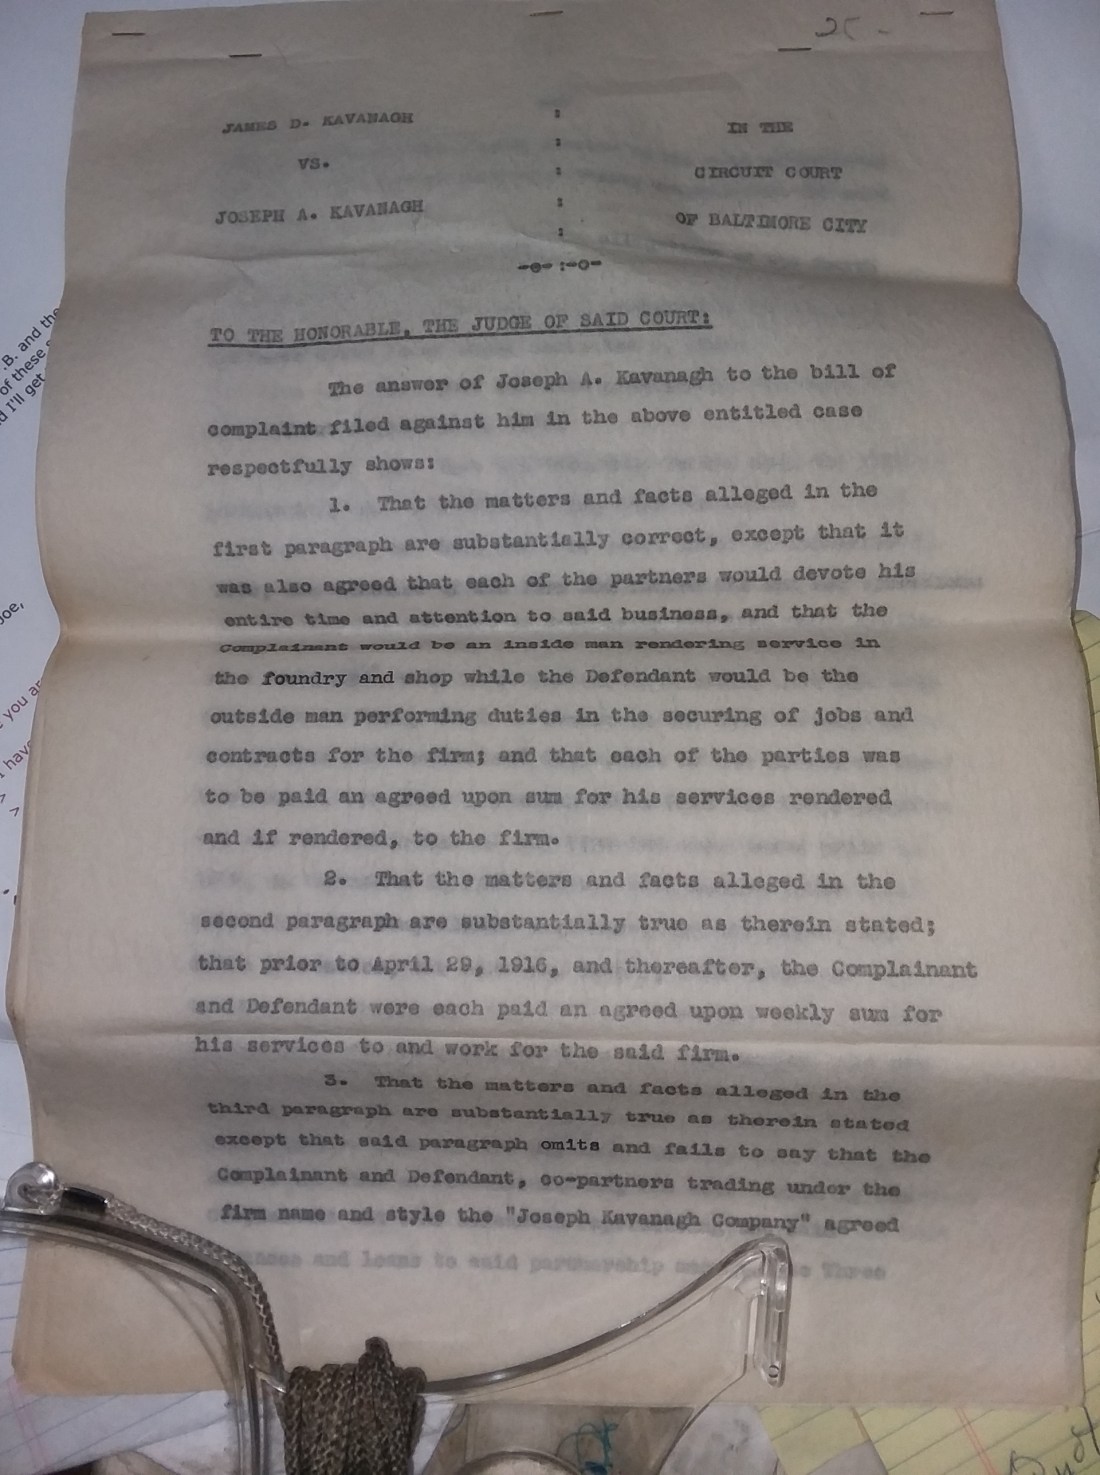 JAMES D. KAVANAGH : IN THE
VS. : CIRCUIT COURT
JOSEPH A. KAVANAGH : OF BALTIMORE CITY
-o-:-o-
TO THE HONORABLE, THE JUDGE OF SAID COURT:
The answer of Joseph A. Kavanagh to the bill of
complaint filed against him in the above entitled case
respectfully shows:
1. That the matters and facts alleged in the
first paragraph are substantially correct, except that it
was also agreed that each of the partners would devote his
entire time and attention to said business, and that the
Complainant would be an inside man rendering service in
the foundry and shop while the Defendant would be the
outside man performing duties in the securing of jobs and
contracts for the firm; and that each of the parties was
to be paid an agreed upon sum for his services rendered
and if rendered, to the firm.
2. That the matters and facts alleged in the
second paragraph are substantially true as therein stated;
that prior to April 29, 1916, and thereafter, the Complainant
and Defendant were each paid an agreed upon weekly sum for
his services to and work for the said firm.
3. That the matters and facts alleged in the
third paragraph are substantially true as therein stated
except that said paragraph omits and fails to say that the
Complainant and Defendant, co-partners trading under the
firm name and style the "Joseph Kavanagh Company" agreed
and loans to said partnership Three
.B. and the
of these
I'll get
Joe,
you
have